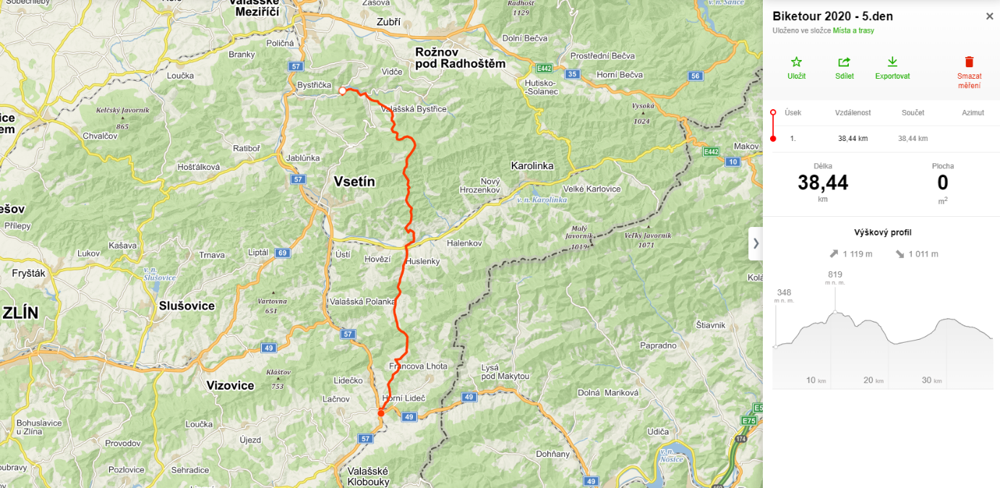 Soběchleby
Valašské
Meziříčí
Zašová
Zubří
Radhošť
1129
v. n. Šance
Poličná
Branky
Loučka
57
Rožnov
pod Radhoštěm
Dolní Bečva
Prostřední Bečva
E442
35
Horní Bečva
56
Vidče
Bystřička
Hutisko-
-Solanec
Valašská Bystřice
Kelčský Javorník
865
Vysoká
1024
Chvalčov
Ratiboř
Jablůnka
Hošťálková
57
Vsetín
Karolinka
E442
Makov
10
Nový
Hrozenkov
Velké Karlovice
v. n. Karolinka
Přílepy
Kašava
Lukov
Trnava
Liptál
69
Ústí
Hovězí
Huslenky
Halenkov
Malý
Javorník
1019
Veľký Javorník
1071
Fryšták
v. n.
Slušovice
ZLÍN
Slušovice
Vartovna
651
Valašská Polanka
57
49
Štiavnik
Papradno
Klášťov
753
Vizovice
Lidečko
Francova Lhota
Lysá
pod Makytou
Lačnov
Horní Lideč
49
49
Dolná Mariková
Bohuslavice
u Zlína
Loučka
Provodov
Újezd
57
Udiča
E75
174
v. n.
Nosice
Dohňany
Pozlovice
Sehradice
Valašské
Klobouky
49
Biketour 2020 - 5.den
Uloženo ve složce Místa a trasy
Uložit
Sdílet
Exportovat
Smazat
měření
Úsek Vzdálenost Součet Azimut
1. 38,44 km 38,44 km
Délka
38,44
km
Plocha
0
m²
Výškový profil
1 119 m 1 011 m
819
m n. m.
348
m n. m.
10 km 20 km 30 km